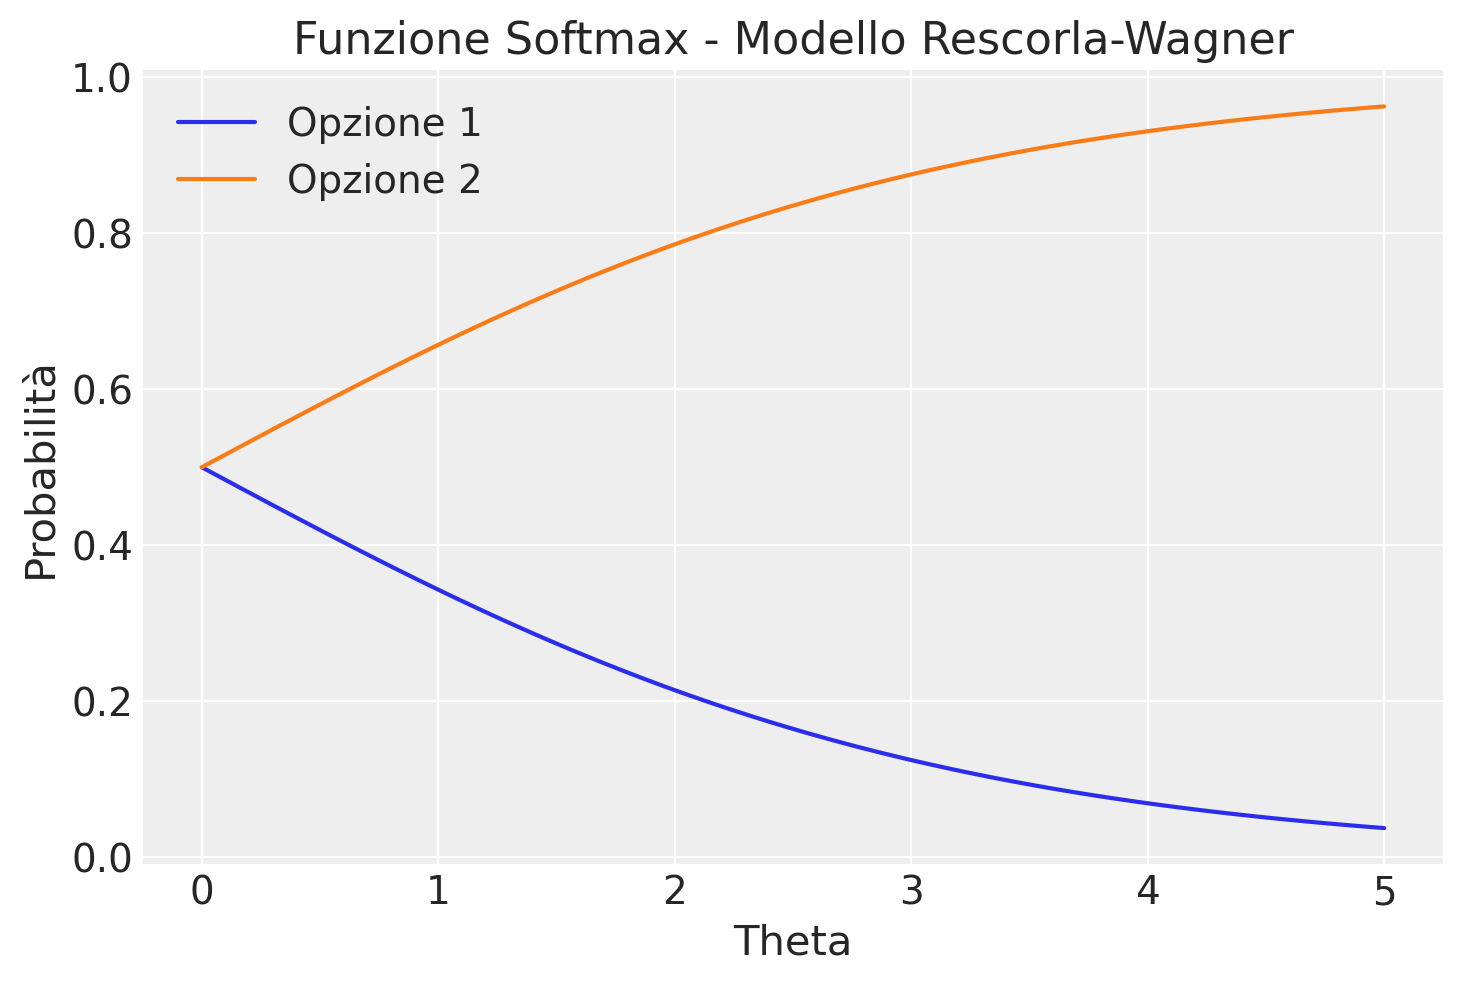 Funzione Softmax - Modello Rescorla-Wagner
1.0
Opzione 1
Opzione 2
0.8
0.6
Probabilità
0.4
0.2
0.0
0 1 2 3 4 5
Theta